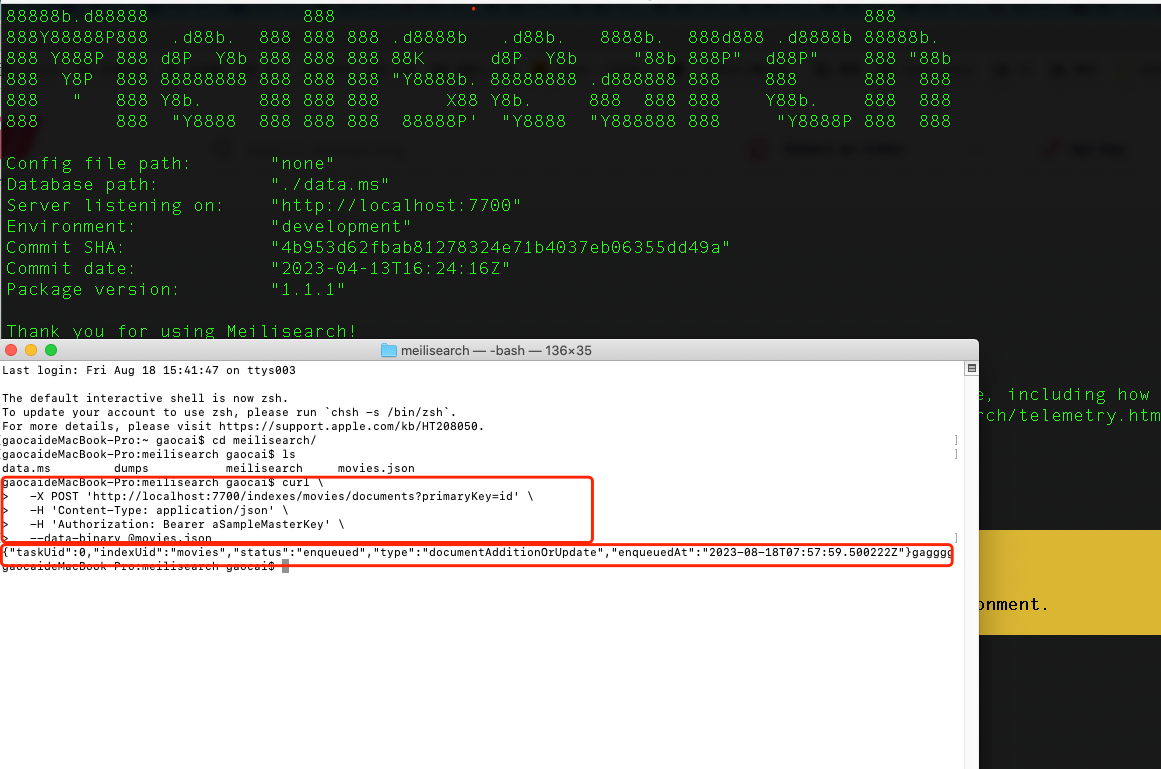 88888b.d88888                888                                                                888
888Y88888P888  .d88b.  888 888 888 .d8888b  .d88b.   8888b.  888d888 .d8888b 88888b.
888 Y888P 888 d8P  Y8b 888 888 888 88K     d8P  Y8b     "88b 888P"  d88P"    888 "88b
888  Y8P  888 88888888 888 888 888 "Y8888b. 88888888 .d888888 888    888      888  888
888   "   888 Y8b.     888 888 888      X88 Y8b.     888  888 888    Y88b.    888  888
888       888  "Y8888  888 888 888  88888P'  "Y8888  "Y888888 888     "Y8888P 888  888
Config file path: "none"
Database path: "./data.ms"
Server listening on: "http://localhost:7700"
Environment: "development"
Commit SHA: "4b953d62fbab81278324e71b4037eb06355dd49a"
Commit date: "2023-04-13T16:24:16Z"
Package version: "1.1.1"
Thank you for using Meilisearch!
meilisearch — -bash — 136×35
Last login: Fri Aug 18 15:41:47 on ttys003
The default interactive shell is now zsh.
To update your account to use zsh, please run `chsh -s /bin/zsh`.
For more details, please visit https://support.apple.com/kb/HT208050.
[gaocaideMacBook-Pro:~ gaocai$ cd meilisearch/ ]
[gaocaideMacBook-Pro:meilisearch gaocai$ ls ]
data.ms dumps meilisearch movies.json
gaocaideMacBook-Pro:meilisearch gaocai$ curl \
> -X POST 'http://localhost:7700/indexes/movies/documents?primaryKey=id' \
> -H 'Content-Type: application/json' \
> -H 'Authorization: Bearer aSampleMasterKey' \
> --data-binary @movies.json ]
{"taskUid":0,"indexUid":"movies","status":"enqueued","type":"documentAdditionOrUpdate","enqueuedAt":"2023-08-18T07:57:59.500222Z"}gagggg
gaocaideMacBook-Pro:meilisearch gaocai$
, including how
rch/telemetry.htm
onment.